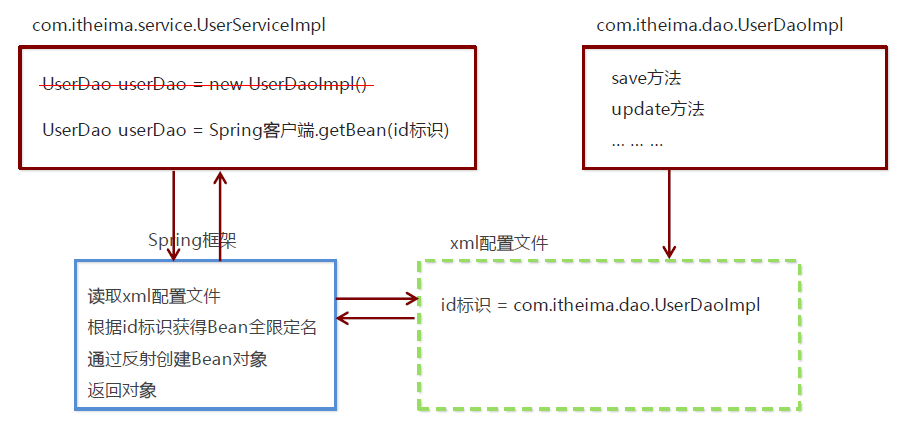 com.itheima.service.UserServiceImpl
com.itheima.dao.UserDaoImpl
UserDao userDao = new UserDaoImpl()
UserDao userDao = Spring客户端.getBean(id标识)
save方法
update方法
... ... ...
Spring框架
xml配置文件
读取xml配置文件
根据id标识获得Bean全限定名
通过反射创建Bean对象
返回对象
id标识 = com.itheima.dao.UserDaoImpl